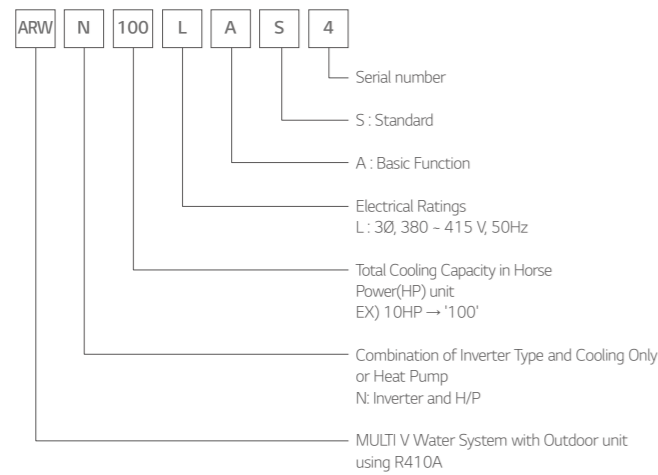 ARW N 100 L A S 4
Serial number
S : Standard
A : Basic Function
Electrical Ratings
L : 3Ø, 380 ~ 415 V, 50Hz
Total Cooling Capacity in Horse
Power(HP) unit
EX) 10HP → '100'
Combination of Inverter Type and Cooling Only
or Heat Pump
N: Inverter and H/P
MULTI V Water System with Outdoor unit
using R410A